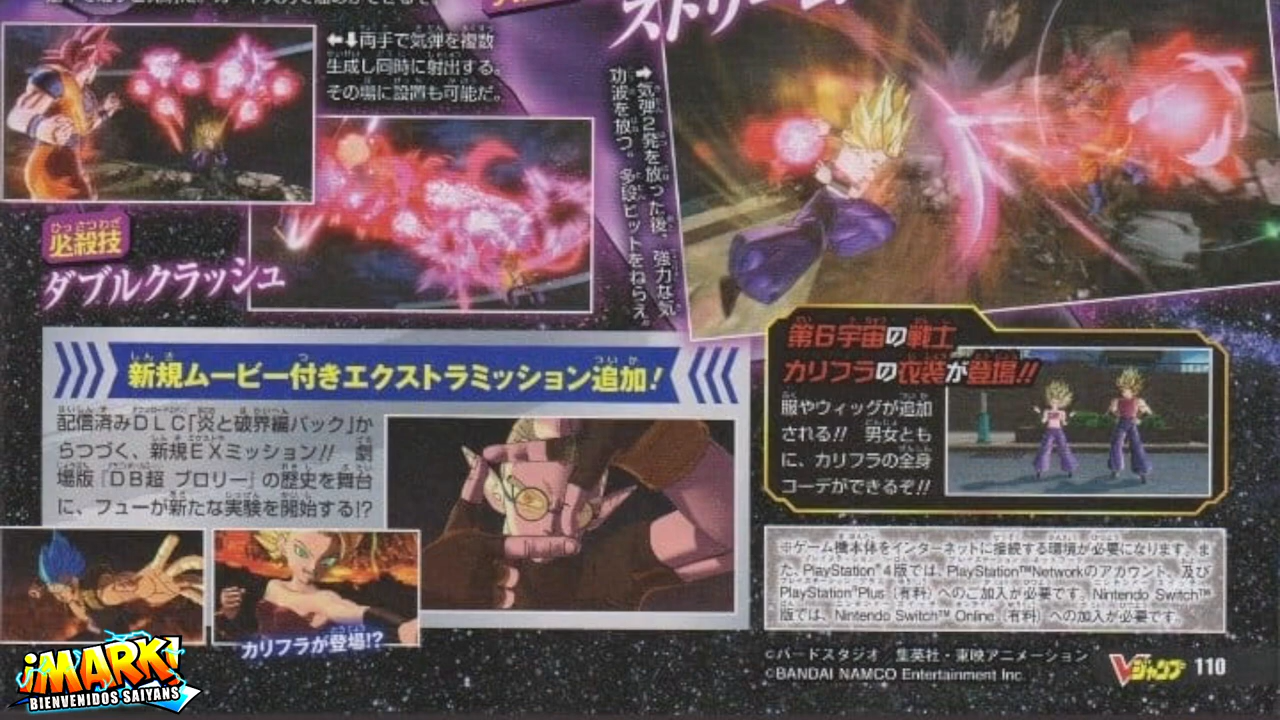 ストリーム
←↓両手で気弾を複数
生成し同時に射出する。
その場に設置も可能だ。
→気弾2発を放った後、強力な気
功波を放つ。多段ヒットをねらえ。
必殺技
ダブルクラッシュ
新規ムービー付きエクストラミッション追加!
配信済みDLC「炎と破界編パック」か
らつづく、新規EXミッション!! 劇
場版『DB超 ブロリー』の歴史を舞台
に、フューが新たな実験を開始する!?
カリフラが登場!?
第6宇宙の戦士
カリフラの衣装が登場!!
服やウィッグが追加
される!! 男女とも
に、カリフラの全身
コーデができるぞ!!
※ゲーム機本体をインターネットに接続する環境が必要になります。ま
た、PlayStation®4版では、PlayStation™Networkのアカウント、及び
PlayStation®Plus(有料)へのご加入が必要です。Nintendo Switch™
版では、Nintendo Switch Online(有料)への加入が必要です。
©バードスタジオ/集英社・東映アニメーション
©BANDAI NAMCO Entertainment Inc.
Vジャンプ 110
¡MARK!
BIENVENIDOS SAIYANS